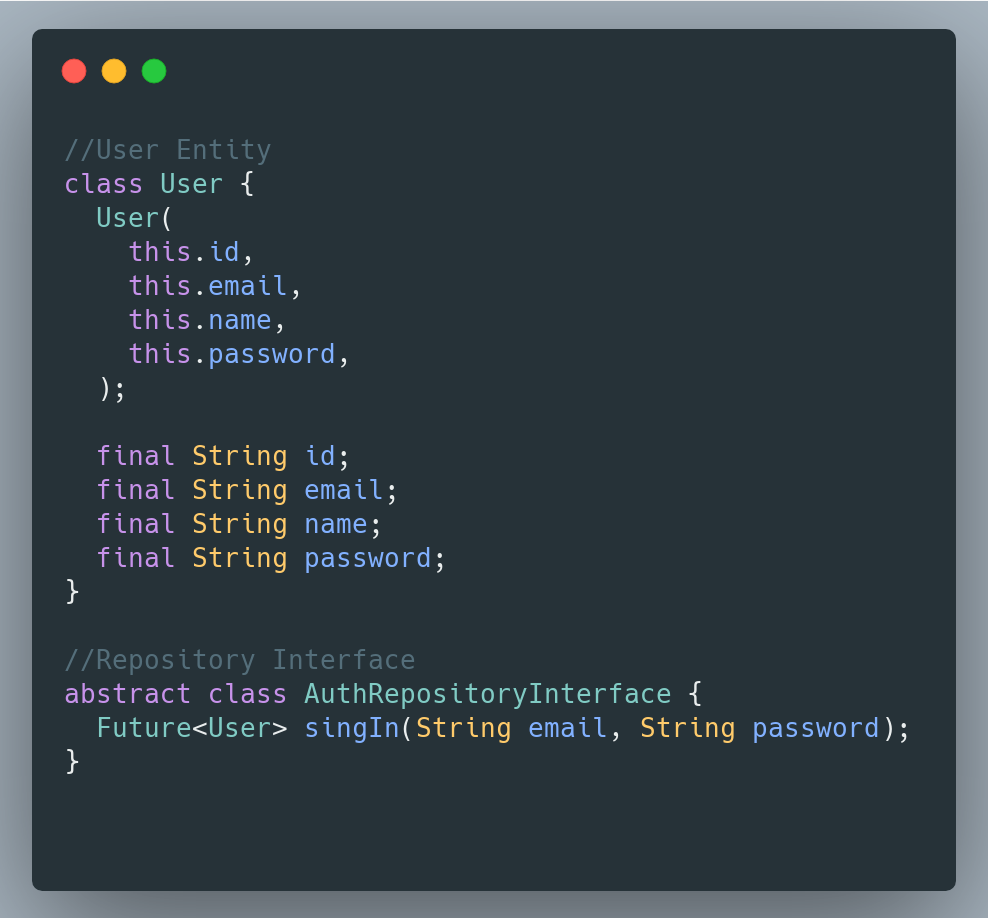 //User Entity
class User {
  User(
    this.id,
    this.email,
    this.name,
    this.password,
  );

  final String id;
  final String email;
  final String name;
  final String password;
}

//Repository Interface
abstract class AuthRepositoryInterface {
  Future<User> singIn(String email, String password);
}